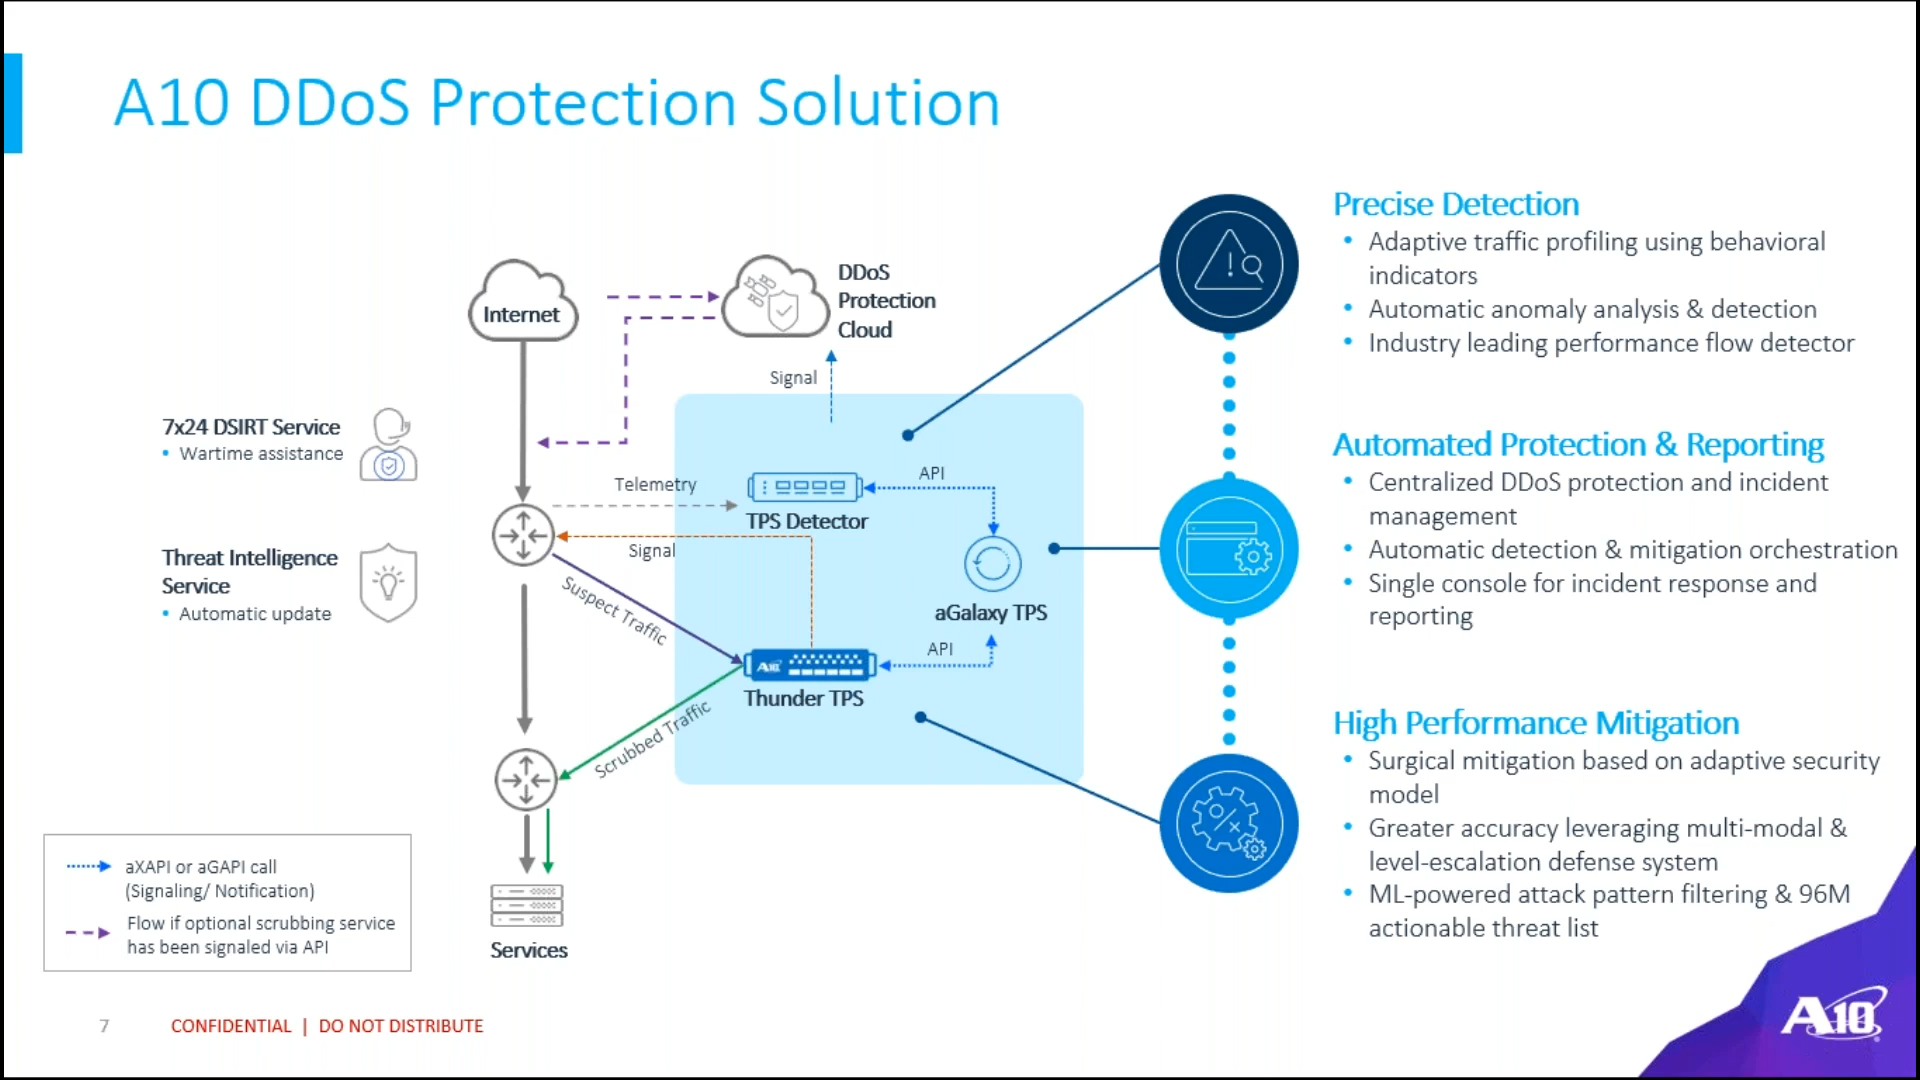 A10 DDoS Protection Solution
Internet
DDoS
Protection
Cloud
Signal
7x24 DSIRT Service
• Wartime assistance
Threat Intelligence
Service
• Automatic update
Telemetry
Signal
Suspect Traffic
Scrubbed Traffic
TPS Detector
API
aGalaxy TPS
API
A10
Thunder TPS
Services
aXAPI or aGAPI call
(Signaling/ Notification)
Flow if optional scrubbing service
has been signaled via API
Precise Detection
• Adaptive traffic profiling using behavioral
indicators
• Automatic anomaly analysis & detection
• Industry leading performance flow detector
Automated Protection & Reporting
• Centralized DDoS protection and incident
management
• Automatic detection & mitigation orchestration
• Single console for incident response and
reporting
High Performance Mitigation
• Surgical mitigation based on adaptive security
model
• Greater accuracy leveraging multi-modal &
level-escalation defense system
• ML-powered attack pattern filtering & 96M
actionable threat list
7
CONFIDENTIAL | DO NOT DISTRIBUTE
A10